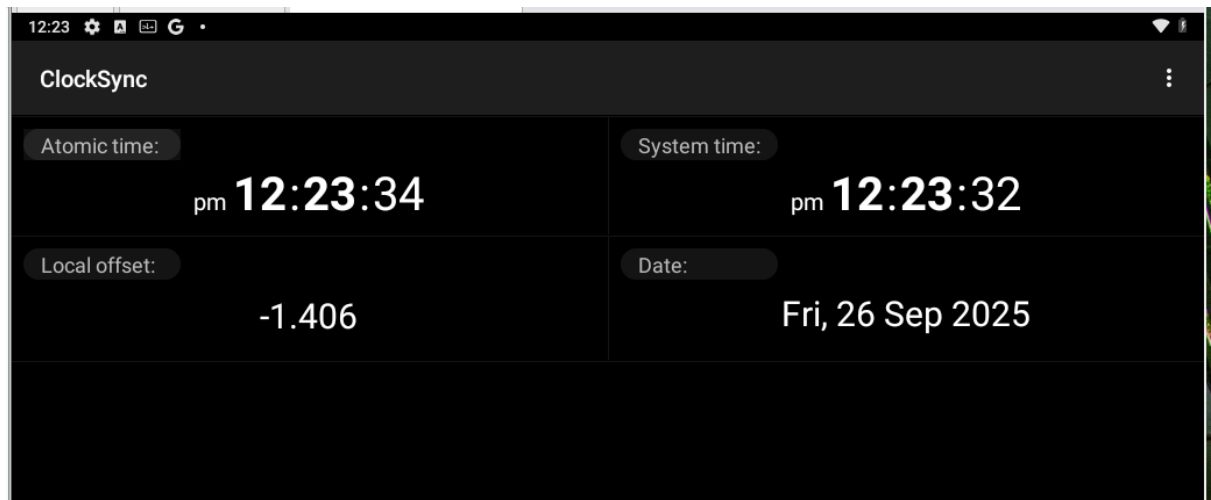 12:23
ClockSync
Atomic time:
pm 12:23:34
System time:
pm 12:23:32
Local offset:
-1.406
Date:
Fri, 26 Sep 2025